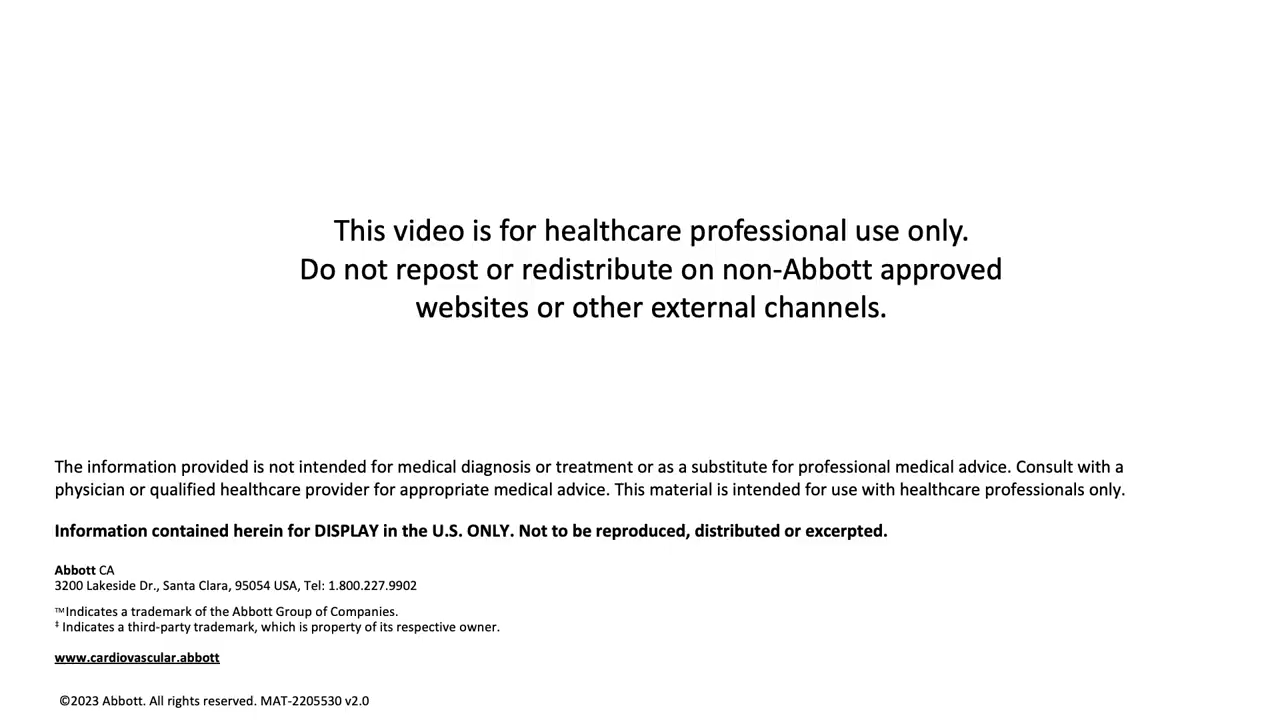 This video is for healthcare professional use only.
Do not repost or redistribute on non-Abbott approved
websites or other external channels.
The information provided is not intended for medical diagnosis or treatment or as a substitute for professional medical advice. Consult with a
physician or qualified healthcare provider for appropriate medical advice. This material is intended for use with healthcare professionals only.
Information contained herein for DISPLAY in the U.S. ONLY. Not to be reproduced, distributed or excerpted.
Abbott CA
3200 Lakeside Dr., Santa Clara, 95054 USA, Tel: 1.800.227.9902
™Indicates a trademark of the Abbott Group of Companies.
‡ Indicates a third-party trademark, which is property of its respective owner.
www.cardiovascular.abbott
©2023 Abbott. All rights reserved. MAT-2205530 v2.0